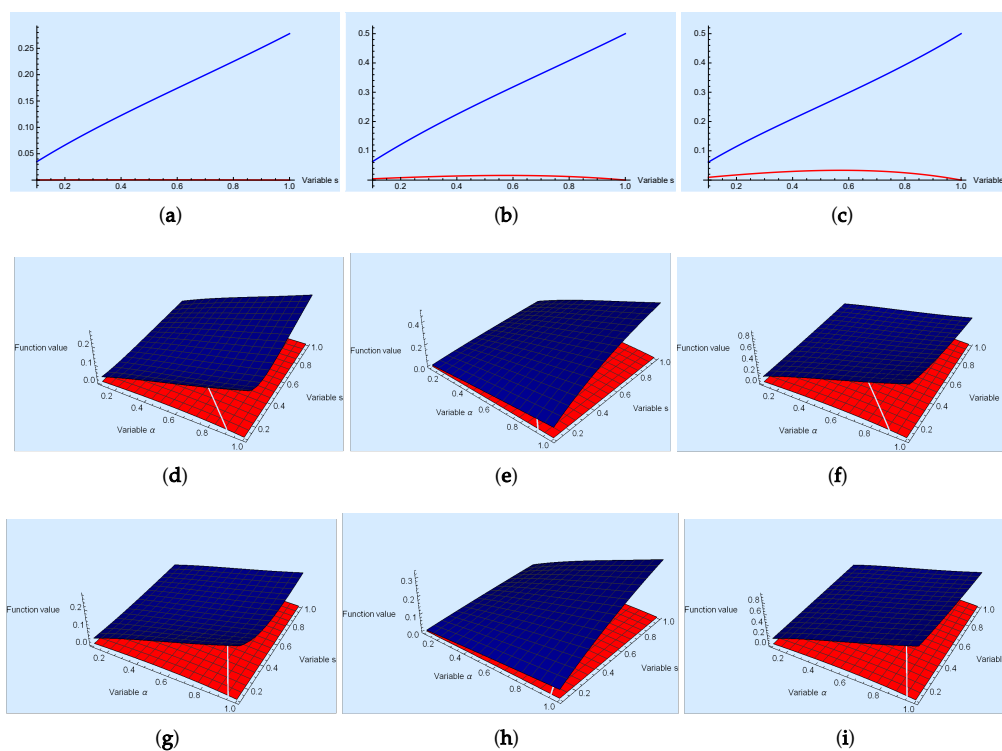 0.25
0.20
0.15
0.10
0.05
0.2 0.4 0.6 0.8 1.0 Variable s
(a)
0.5
0.4
0.3
0.2
0.1
0.2 0.4 0.6 0.8 1.0 Variable s
(b)
0.5
0.4
0.3
0.2
0.1
0.2 0.4 0.6 0.8 1.0 Variable
(c)
Function value
0.2
0.1
0.0
0.2 0.4 0.6 0.8 1.0
Variable α
0.2 0.4 0.6 0.8 1.0
Variable s
(d)
Function value
0.4
0.2
0.0
0.2 0.4 0.6 0.8 1.0
Variable α
0.2 0.4 0.6 0.8 1.0
Variable s
(e)
Function value
0.8
0.6
0.4
0.2
0.0
0.2 0.4 0.6 0.8 1.0
Variable α
0.2 0.4 0.6 0.8 1.0
Variable s
(f)
Function value
0.2
0.1
0.0
0.2 0.4 0.6 0.8 1.0
Variable α
0.2 0.4 0.6 0.8 1.0
Variable s
(g)
Function value
0.3
0.2
0.1
0.0
0.2 0.4 0.6 0.8 1.0
Variable α
0.2 0.4 0.6 0.8 1.0
Variable s
(h)
Function value
0.8
0.6
0.4
0.2
0.0
0.2 0.4 0.6 0.8 1.0
Variable α
0.2 0.4 0.6 0.8 1.0
Variable
(i)